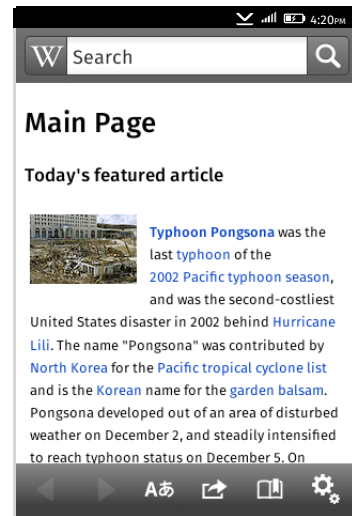 4:20PM
W Search
Main Page
Today's featured article
Typhoon Pongsona was the
last typhoon of the
2002 Pacific typhoon season,
and was the second-costliest
United States disaster in 2002 behind Hurricane
Lili. The name "Pongsona" was contributed by
North Korea for the Pacific tropical cyclone list
and is the Korean name for the garden balsam.
Pongsona developed out of an area of disturbed
weather on December 2, and steadily intensified
to reach typhoon status on December 5. On
Aあ